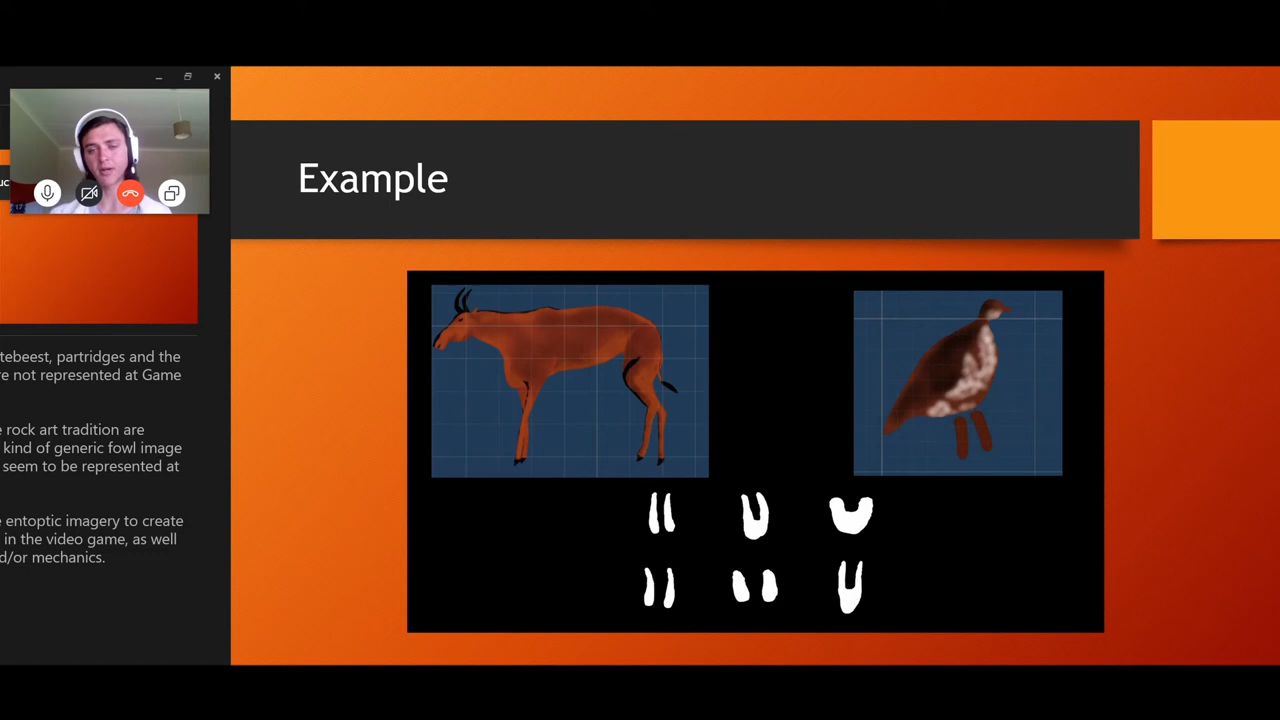 Example
tebeest, partridges and the
re not represented at Game
e rock art tradition are
kind of generic fowl image
seem to be represented at
e entoptic imagery to create
in the video game, as well
d/or mechanics.